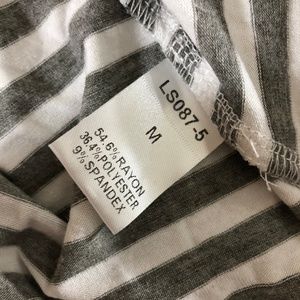 LS087-5
M
54.6%RAYON
36.4%POLYESTER
9%SPANDEX